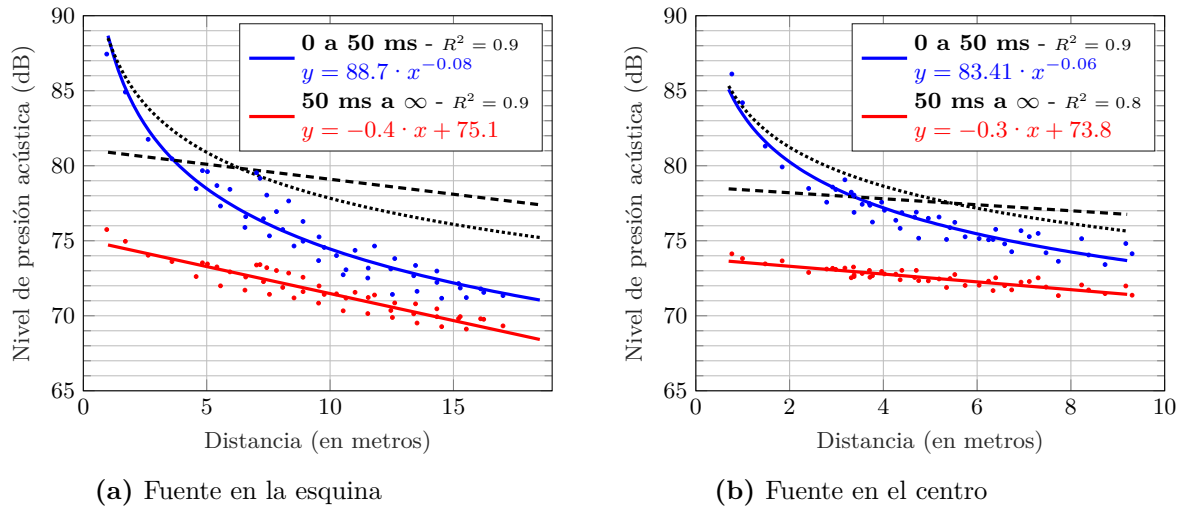 90
85
80
75
70
65
0
5
10
15
Nivel de presión acústica (dB)
Distancia (en metros)
0 a 50 ms - R² = 0.9
y = 88.7 · x^−0.08
50 ms a ∞ - R² = 0.9
y = −0.4 · x + 75.1
(a) Fuente en la esquina
90
85
80
75
70
65
0
2
4
6
8
10
Nivel de presión acústica (dB)
Distancia (en metros)
0 a 50 ms - R² = 0.9
y = 83.41 · x^−0.06
50 ms a ∞ - R² = 0.8
y = −0.3 · x + 73.8
(b) Fuente en el centro